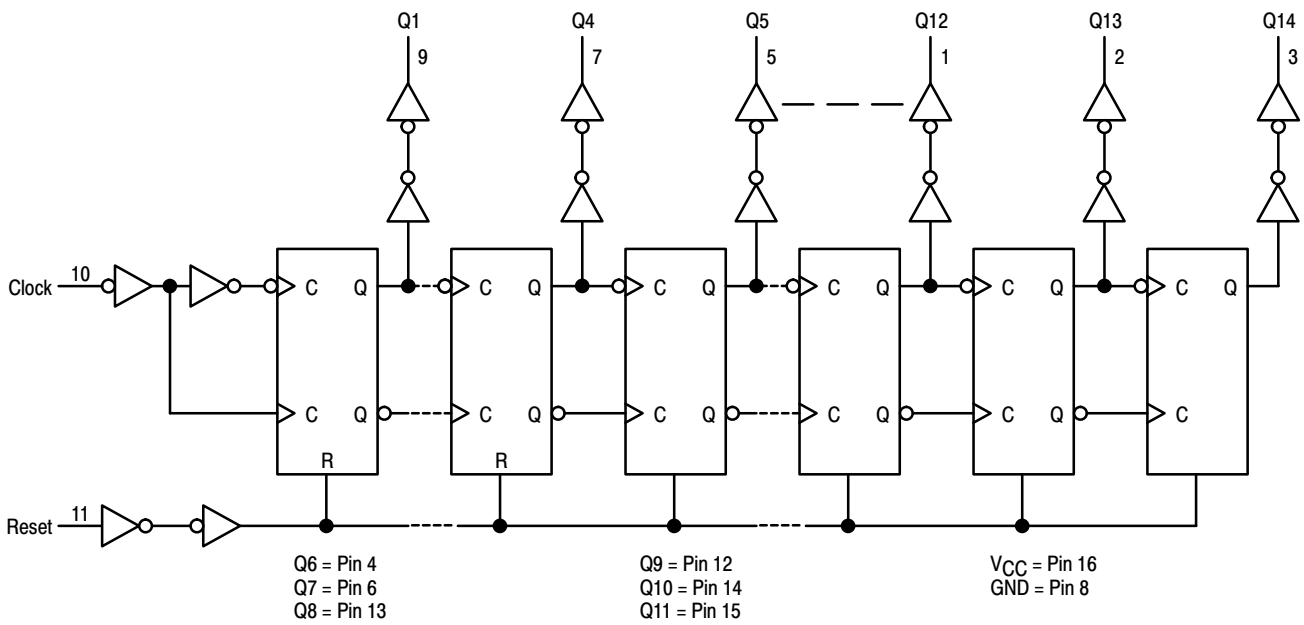 Q1 Q4 Q5 Q12 Q13 Q14
9 7 5 1 2 3
Clock 10 C Q C Q C Q C Q C Q C Q
C Q C Q C Q C Q C Q C
R R
Reset 11
Q6 = Pin 4
Q7 = Pin 6
Q8 = Pin 13
Q9 = Pin 12
Q10 = Pin 14
Q11 = Pin 15
VCC = Pin 16
GND = Pin 8